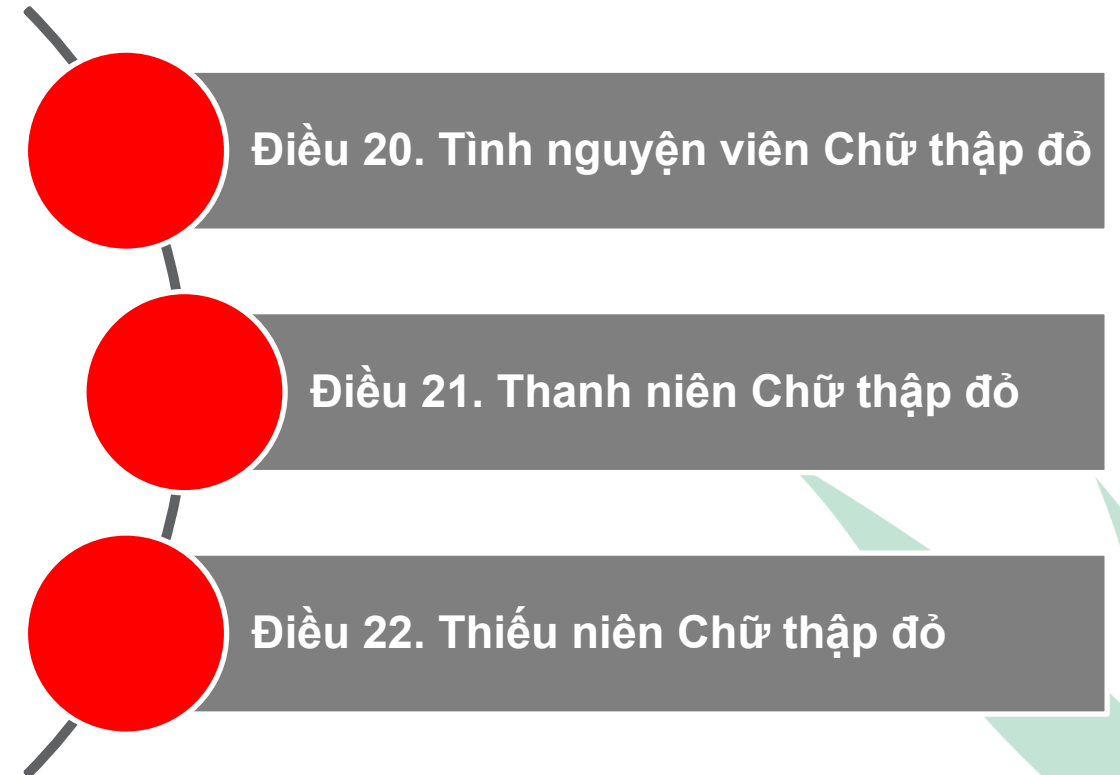 Điều 20. Tình nguyện viên Chữ thập đỏ
Điều 21. Thanh niên Chữ thập đỏ
Điều 22. Thiếu niên Chữ thập đỏ